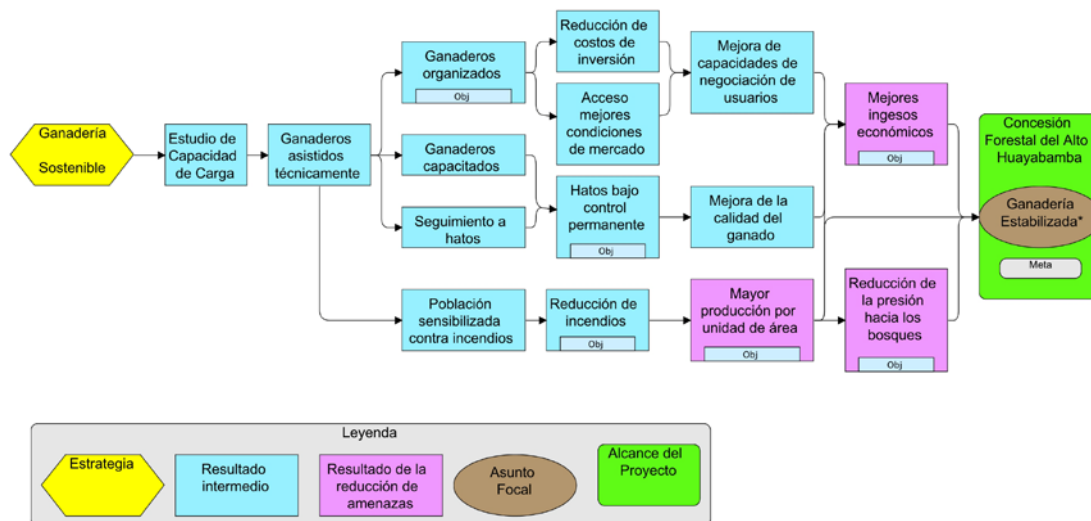 Ganadería
Sostenible
Estudio de
Capacidad
de Carga
Ganaderos
asistidos
técnicamente
Ganaderos
organizados
Obj
Ganaderos
capacitados
Seguimiento a
hatos
Población
sensibilizada
contra incendios
Reducción de
costos de
inversión
Acceso
mejores
condiciones
de mercado
Hatos bajo
control
permanente
Obj
Reducción de
incendios
Obj
Mejora de
capacidades de
negociación de
usuarios
Mejora de la
calidad del
ganado
Mayor
producción por
unidad de área
Obj
Mejores
ingesos
económicos
Obj
Reducción de
la presión
hacia los
bosques
Obj
Concesión
Forestal del Alto
Huayabamba
Ganadería
Estabilizada*
Meta
Leyenda
Estrategia
Resultado
intermedio
Resultado de la
reducción de
amenazas
Asunto
Focal
Alcance del
Proyecto